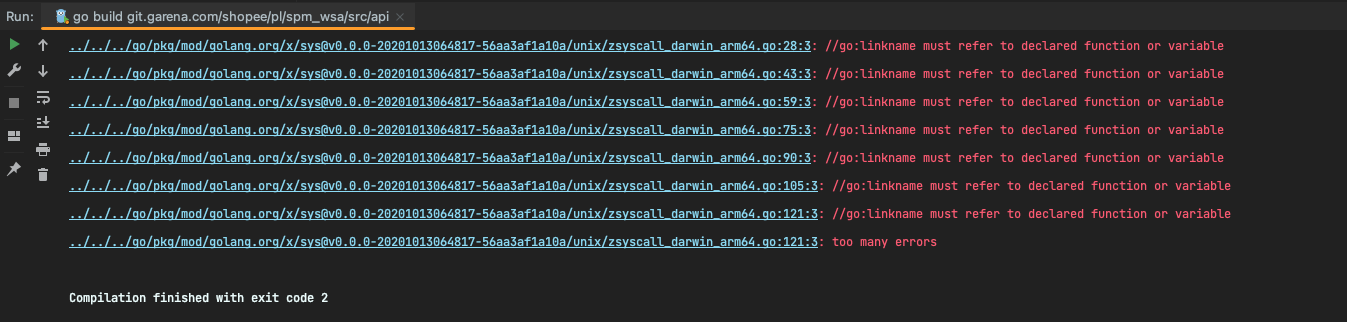 Run: go build git.garena.com/shopee/pl/spm_wsa/src/api ×
../../../go/pkg/mod/golang.org/x/sys@v0.0.0-20201013064817-56aa3af1a10a/unix/zsyscall_darwin_arm64.go:28:3: //go:linkname must refer to declared function or variable
../../../go/pkg/mod/golang.org/x/sys@v0.0.0-20201013064817-56aa3af1a10a/unix/zsyscall_darwin_arm64.go:43:3: //go:linkname must refer to declared function or variable
../../../go/pkg/mod/golang.org/x/sys@v0.0.0-20201013064817-56aa3af1a10a/unix/zsyscall_darwin_arm64.go:59:3: //go:linkname must refer to declared function or variable
../../../go/pkg/mod/golang.org/x/sys@v0.0.0-20201013064817-56aa3af1a10a/unix/zsyscall_darwin_arm64.go:75:3: //go:linkname must refer to declared function or variable
../../../go/pkg/mod/golang.org/x/sys@v0.0.0-20201013064817-56aa3af1a10a/unix/zsyscall_darwin_arm64.go:90:3: //go:linkname must refer to declared function or variable
../../../go/pkg/mod/golang.org/x/sys@v0.0.0-20201013064817-56aa3af1a10a/unix/zsyscall_darwin_arm64.go:105:3: //go:linkname must refer to declared function or variable
../../../go/pkg/mod/golang.org/x/sys@v0.0.0-20201013064817-56aa3af1a10a/unix/zsyscall_darwin_arm64.go:121:3: //go:linkname must refer to declared function or variable
../../../go/pkg/mod/golang.org/x/sys@v0.0.0-20201013064817-56aa3af1a10a/unix/zsyscall_darwin_arm64.go:121:3: too many errors
Compilation finished with exit code 2